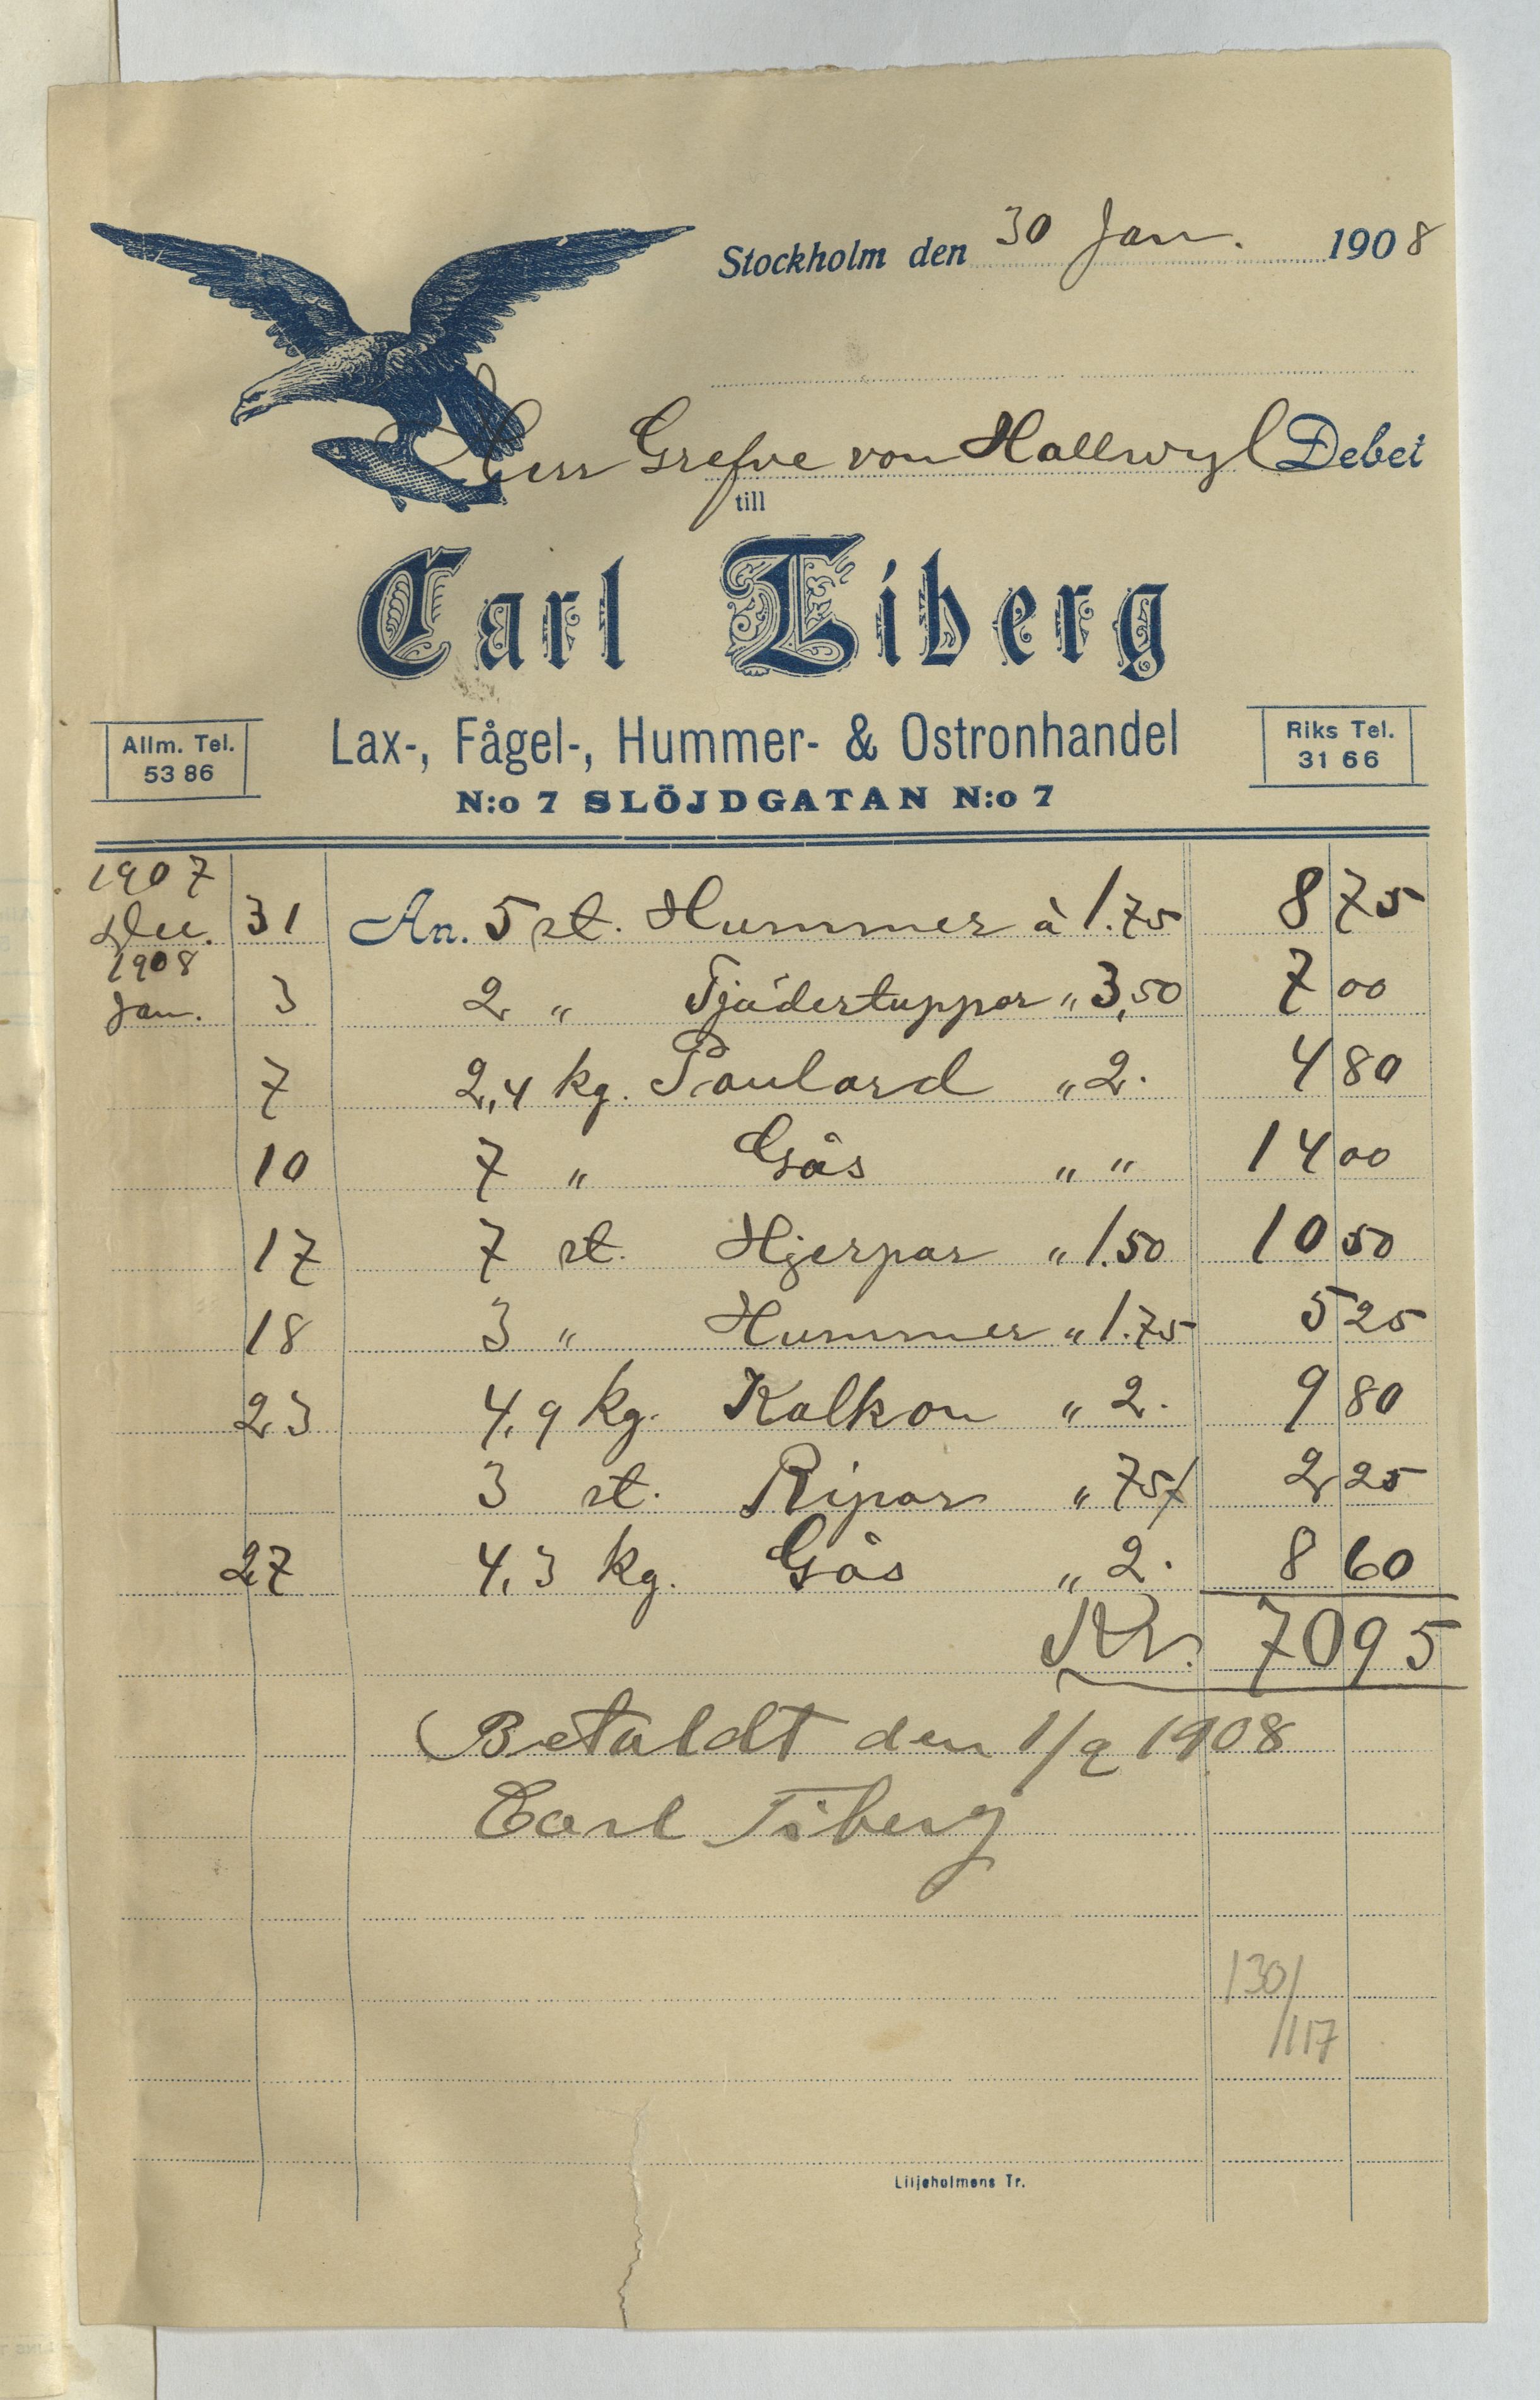 Stockholm den 30 Jan. 1908
Herr Grefve von Hallwyl Debet
till
Carl Tiberg
Lax-, Fågel-, Hummer- & Ostronhandel
Allm. Tel.
53 86
Riks Tel.
31 66
N:o 7 SLÖJDGATAN N:o 7
1907
Dec. 31 An. 5 st. Hummer à 1.75 8 75
1908
Jan. 3 2 " Tjädertuppar " 3,50 7 00
7 2,4 kg. Poulard " 2. 4 80
10 7 " Gås " " 14 00
17 7 st. Hjerpar " 1.50 10 50
18 3 " Hummer " 1.75 5 25
23 4,9 kg. Kalkon " 2. 9 80
3 st. Ripor " 75/ 2 25
27 4,3 kg. Gås " 2. 8 60
Kr. 70 95
Betaldt den 1/2 1908
Carl Tiberg
130/
/117
Liljeholmens Tr.